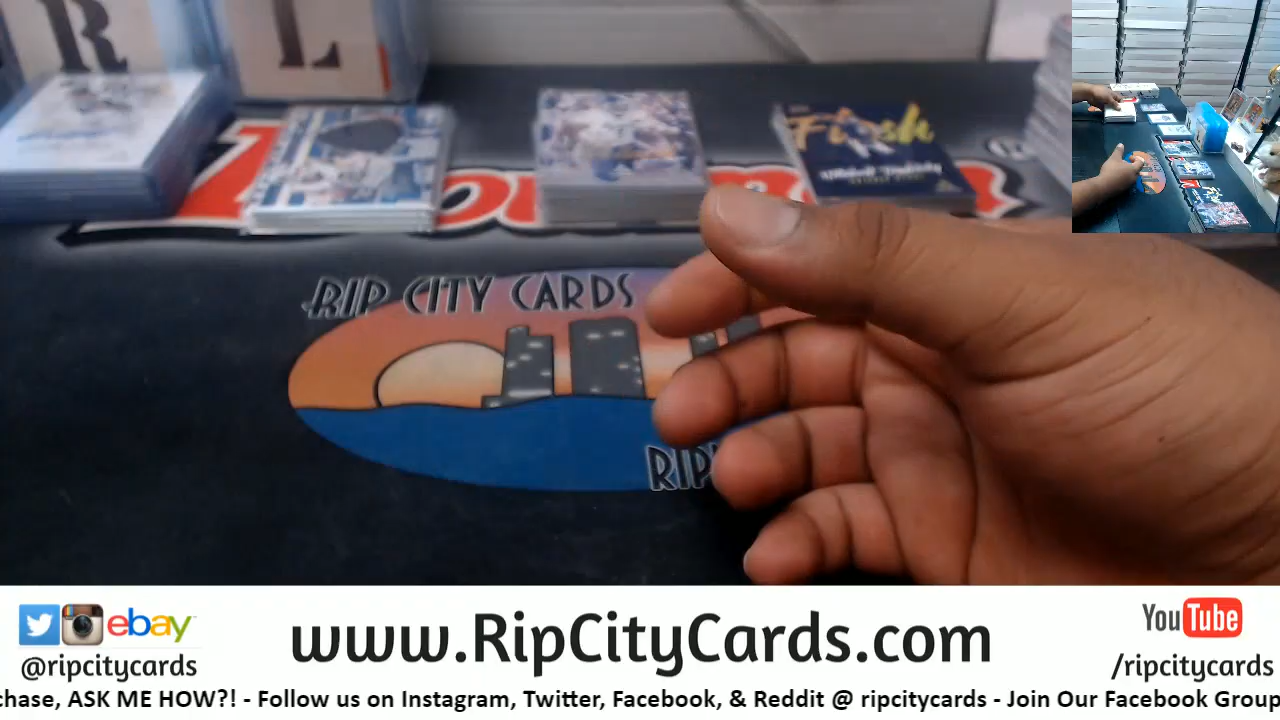 R
L
Flash
RIP CITY CARDS
RIP
ebay
www.RipCityCards.com
You Tube
@ripcitycards
/ripcitycards
chase, ASK ME HOW?! - Follow us on Instagram, Twitter, Facebook, & Reddit @ ripcitycards - Join Our Facebook Group